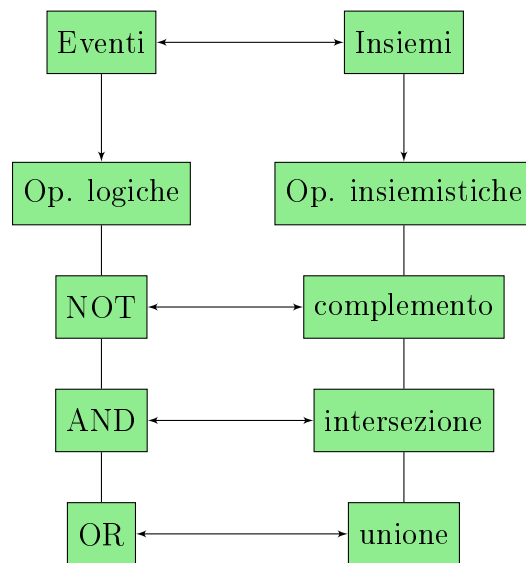 Eventi
Insiemi
Op. logiche
Op. insiemistiche
NOT
complemento
AND
intersezione
OR
unione